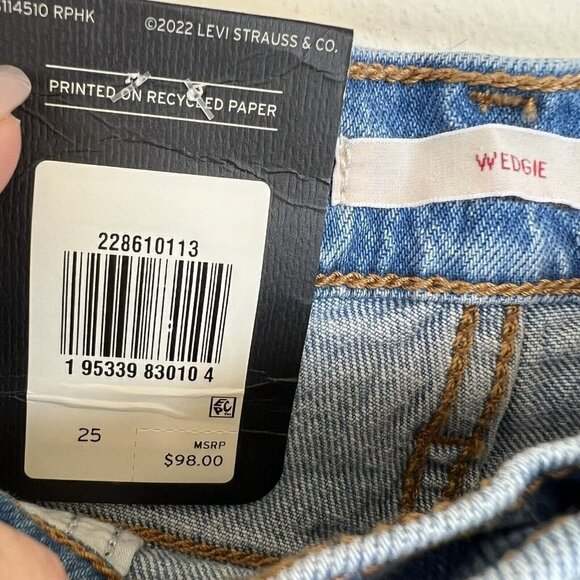 114510 RPHK
©2022 LEVI STRAUSS & CO.
PRINTED ON RECYCLED PAPER
WEDGIE
228610113
1 95339 83010 4
EPC
25
MSRP
$98.00